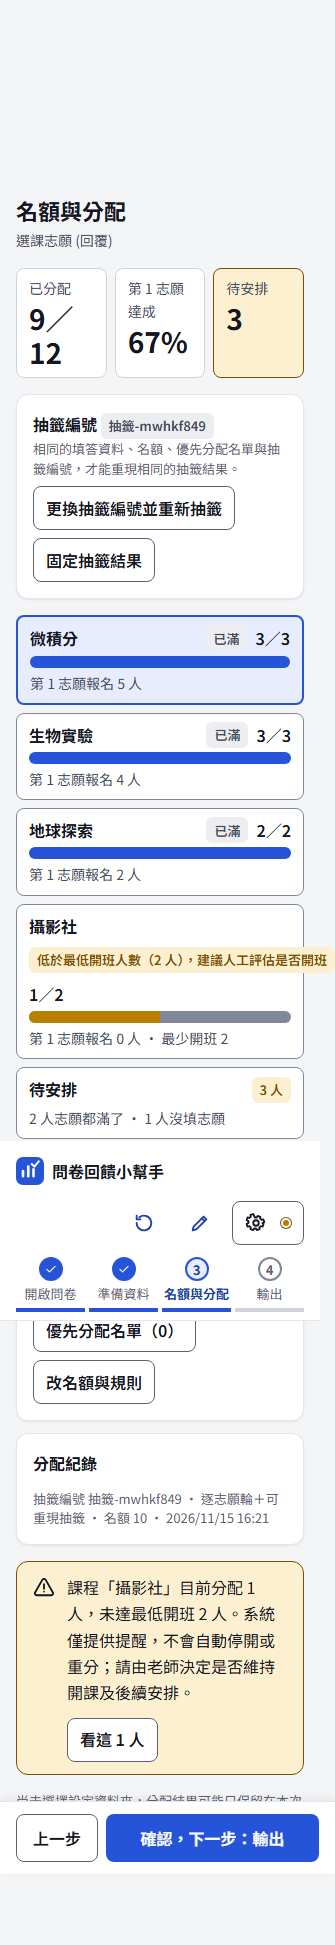 名額與分配
選課志願 (回覆)
已分配
9／
12
第 1 志願
達成
67%
待安排
3
抽籤編號 抽籤-mwhkf849
相同的填答資料、名額、優先分配名單與抽
籤編號，才能重現相同的抽籤結果。
更換抽籤編號並重新抽籤
固定抽籤結果
微積分 已滿 3／3
第 1 志願報名 5 人
生物實驗 已滿 3／3
第 1 志願報名 4 人
地球探索 已滿 2／2
第 1 志願報名 2 人
攝影社
低於最低開班人數（2 人），建議人工評估是否開班
1／2
第 1 志願報名 0 人 · 最少開班 2
待安排 3 人
2 人志願都滿了 · 1 人沒填志願
問卷回饋小幫手
開啟問卷 準備資料 3 名額與分配 4 輸出
優先分配名單（0）
改名額與規則
分配紀錄
抽籤編號 抽籤-mwhkf849 · 逐志願輪＋可
重現抽籤 · 名額 10 · 2026/11/15 16:21
課程「攝影社」目前分配 1
人，未達最低開班 2 人。系統
僅提供提醒，不會自動停開或
重分；請由老師決定是否維持
開課及後續安排。
看這 1 人
上一步
確認，下一步：輸出